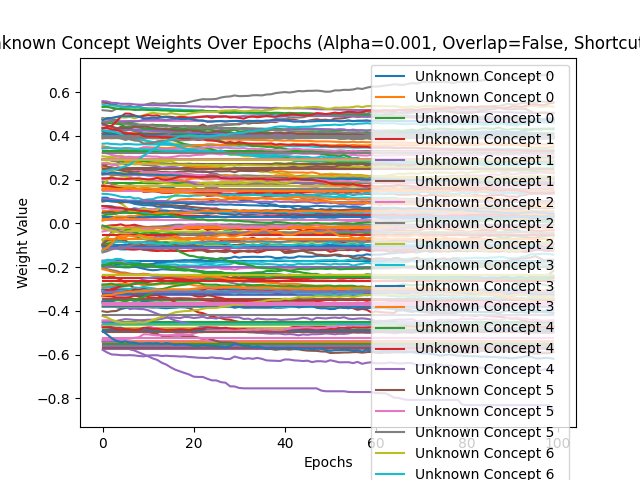 known Concept Weights Over Epochs (Alpha=0.001, Overlap=False, Shortcut
Weight Value
0.6
0.4
0.2
0.0
−0.2
−0.4
−0.6
−0.8
0
20
40
60
80
100
Epochs
Unknown Concept 0
Unknown Concept 0
Unknown Concept 0
Unknown Concept 1
Unknown Concept 1
Unknown Concept 1
Unknown Concept 2
Unknown Concept 2
Unknown Concept 2
Unknown Concept 3
Unknown Concept 3
Unknown Concept 3
Unknown Concept 4
Unknown Concept 4
Unknown Concept 4
Unknown Concept 5
Unknown Concept 5
Unknown Concept 5
Unknown Concept 6
Unknown Concept 6